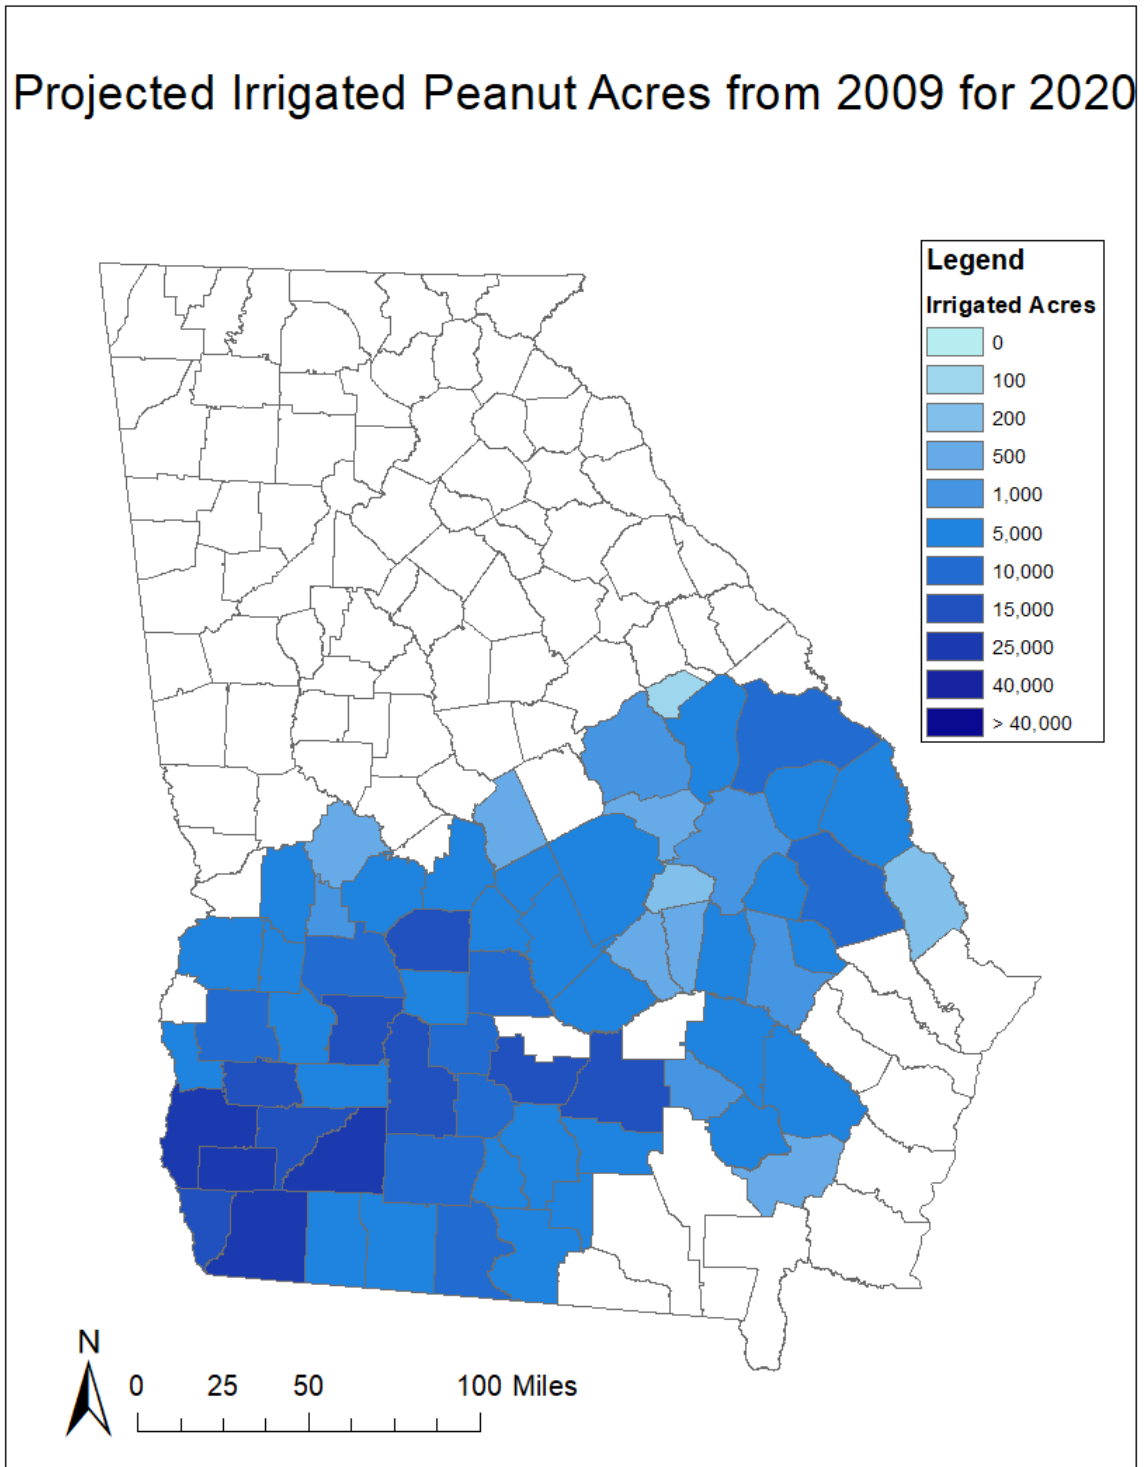 Projected Irrigated Peanut Acres from 2009 for 2020
Legend
Irrigated Acres
0
100
200
500
1,000
5,000
10,000
15,000
25,000
40,000
> 40,000
N
0 25 50 100 Miles